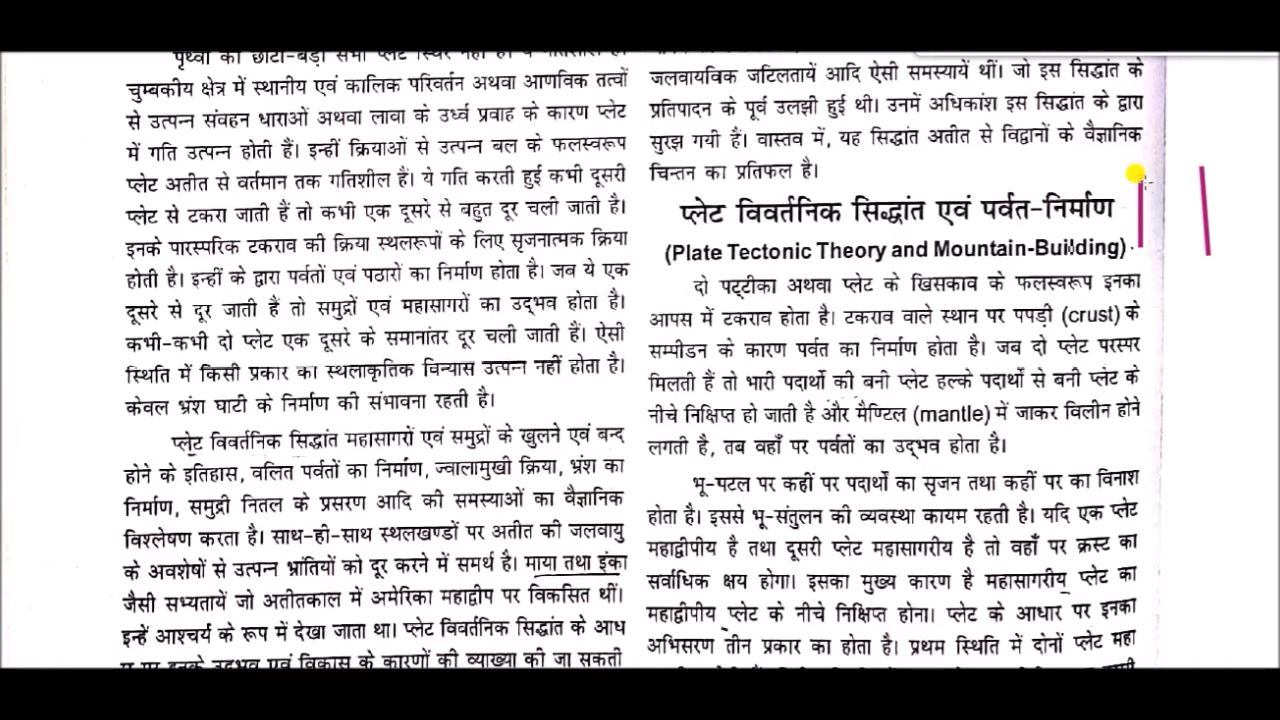 चुम्बकीय क्षेत्र में स्थानीय एवं कालिक परिवर्तन अथवा आणविक तत्वों
से उत्पन्न संवहन धाराओं अथवा लावा के उर्ध्व प्रवाह के कारण प्लेट
में गति उत्पन्न होती हैं। इन्हीं क्रियाओं से उत्पन्न बल के फलस्वरूप
प्लेट अतीत से वर्तमान तक गतिशील हैं। ये गति करती हुई कभी दूसरी
प्लेट से टकरा जाती हैं तो कभी एक दूसरे से बहुत दूर चली जाती है।
इनके पारस्परिक टकराव की क्रिया स्थलरूपों के लिए सृजनात्मक क्रिया
होती है। इन्हीं के द्वारा पर्वतों एवं पठारों का निर्माण होता है। जब ये एक
दूसरे से दूर जाती हैं तो समुद्रों एवं महासागरों का उद्भव होता है।
कभी-कभी दो प्लेट एक दूसरे के समानांतर दूर चली जाती हैं। ऐसी
स्थिति में किसी प्रकार का स्थलाकृतिक विन्यास उत्पन्न नहीं होता है।
केवल भ्रंश घाटी के निर्माण की संभावना रहती है।
प्लेट विवर्तनिक सिद्धांत महासागरों एवं समुद्रों के खुलने एवं बन्द
होने के इतिहास, वलित पर्वतों का निर्माण, ज्वालामुखी क्रिया, भ्रंश का
निर्माण, समुद्री नितल के प्रसरण आदि की समस्याओं का वैज्ञानिक
विश्लेषण करता है। साथ-ही-साथ स्थलखण्डों पर अतीत की जलवायु
के अवशेषों से उत्पन्न भ्रांतियों को दूर करने में समर्थ है। माया तथा इंका
जैसी सभ्यतायें जो अतीतकाल में अमेरिका महाद्वीप पर विकसित थीं।
इन्हें आश्चर्य के रूप में देखा जाता था। प्लेट विवर्तनिक सिद्धांत के आध
पर इनके उद्भव एवं विकास के कारणों की व्याख्या की जा सकती
जलवायविक जटिलतायें आदि ऐसी समस्यायें थीं। जो इस सिद्धांत के
प्रतिपादन के पूर्व उलझी हुई थी। उनमें अधिकांश इस सिद्धांत के द्वारा
सुरझ गयी हैं। वास्तव में, यह सिद्धांत अतीत से विद्वानों के वैज्ञानिक
चिन्तन का प्रतिफल है।
प्लेट विवर्तनिक सिद्धांत एवं पर्वत-निर्माण
(Plate Tectonic Theory and Mountain-Building)
दो पट्टीका अथवा प्लेट के खिसकाव के फलस्वरूप इनका
आपस में टकराव होता है। टकराव वाले स्थान पर पपड़ी (crust) के
सम्पीडन के कारण पर्वत का निर्माण होता है। जब दो प्लेट परस्पर
मिलती हैं तो भारी पदार्थो की बनी प्लेट हल्के पदार्थों से बनी प्लेट के
नीचे निक्षिप्त हो जाती है और मैण्टिल (mantle) में जाकर विलीन होने
लगती है, तब वहाँ पर पर्वतों का उद्भव होता है।
भू-पटल पर कहीं पर पदार्थों का सृजन तथा कहीं पर का विनाश
होता है। इससे भू-संतुलन की व्यवस्था कायम रहती है। यदि एक प्लेट
महाद्वीपीय है तथा दूसरी प्लेट महासागरीय है तो वहाँ पर क्रस्ट का
सर्वाधिक क्षय होगा। इसका मुख्य कारण है महासागरीय प्लेट का
महाद्वीपीय प्लेट के नीचे निक्षिप्त होना। प्लेट के आधार पर इनका
अभिसरण तीन प्रकार का होता है। प्रथम स्थिति में दोनों प्लेट महा